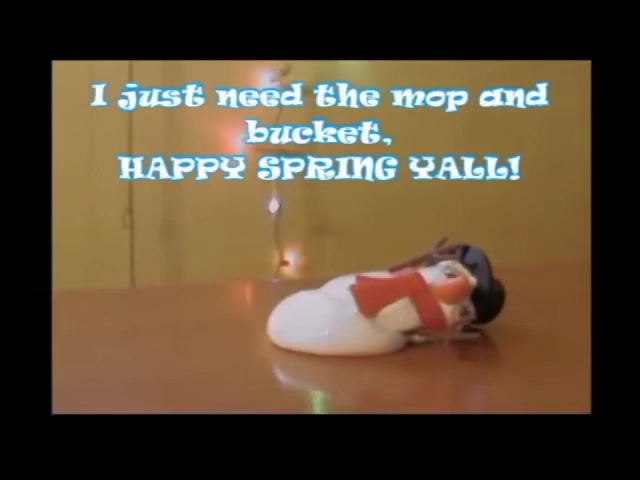 I just need the mop and
bucket,
HAPPY SPRING YALL!